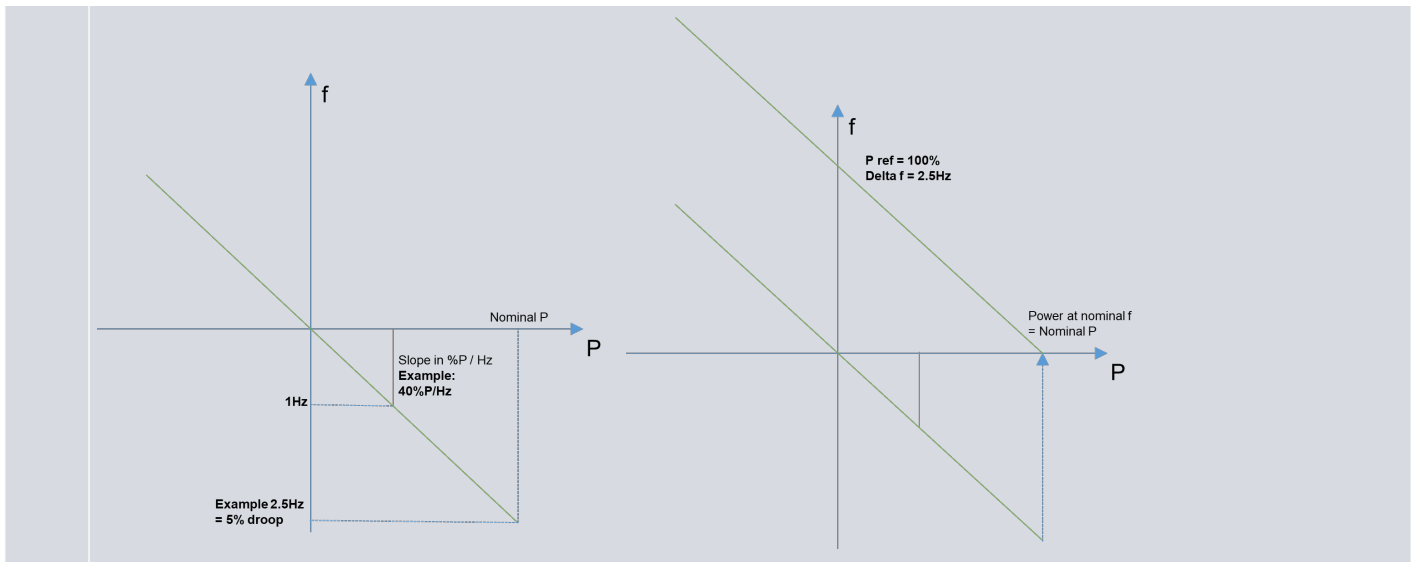 f
Nominal P
P
Slope in %P / Hz
Example:
40%P/Hz
1Hz
Example 2.5Hz
= 5% droop
f
P ref = 100%
Delta f = 2.5Hz
Power at nominal f
= Nominal P
P